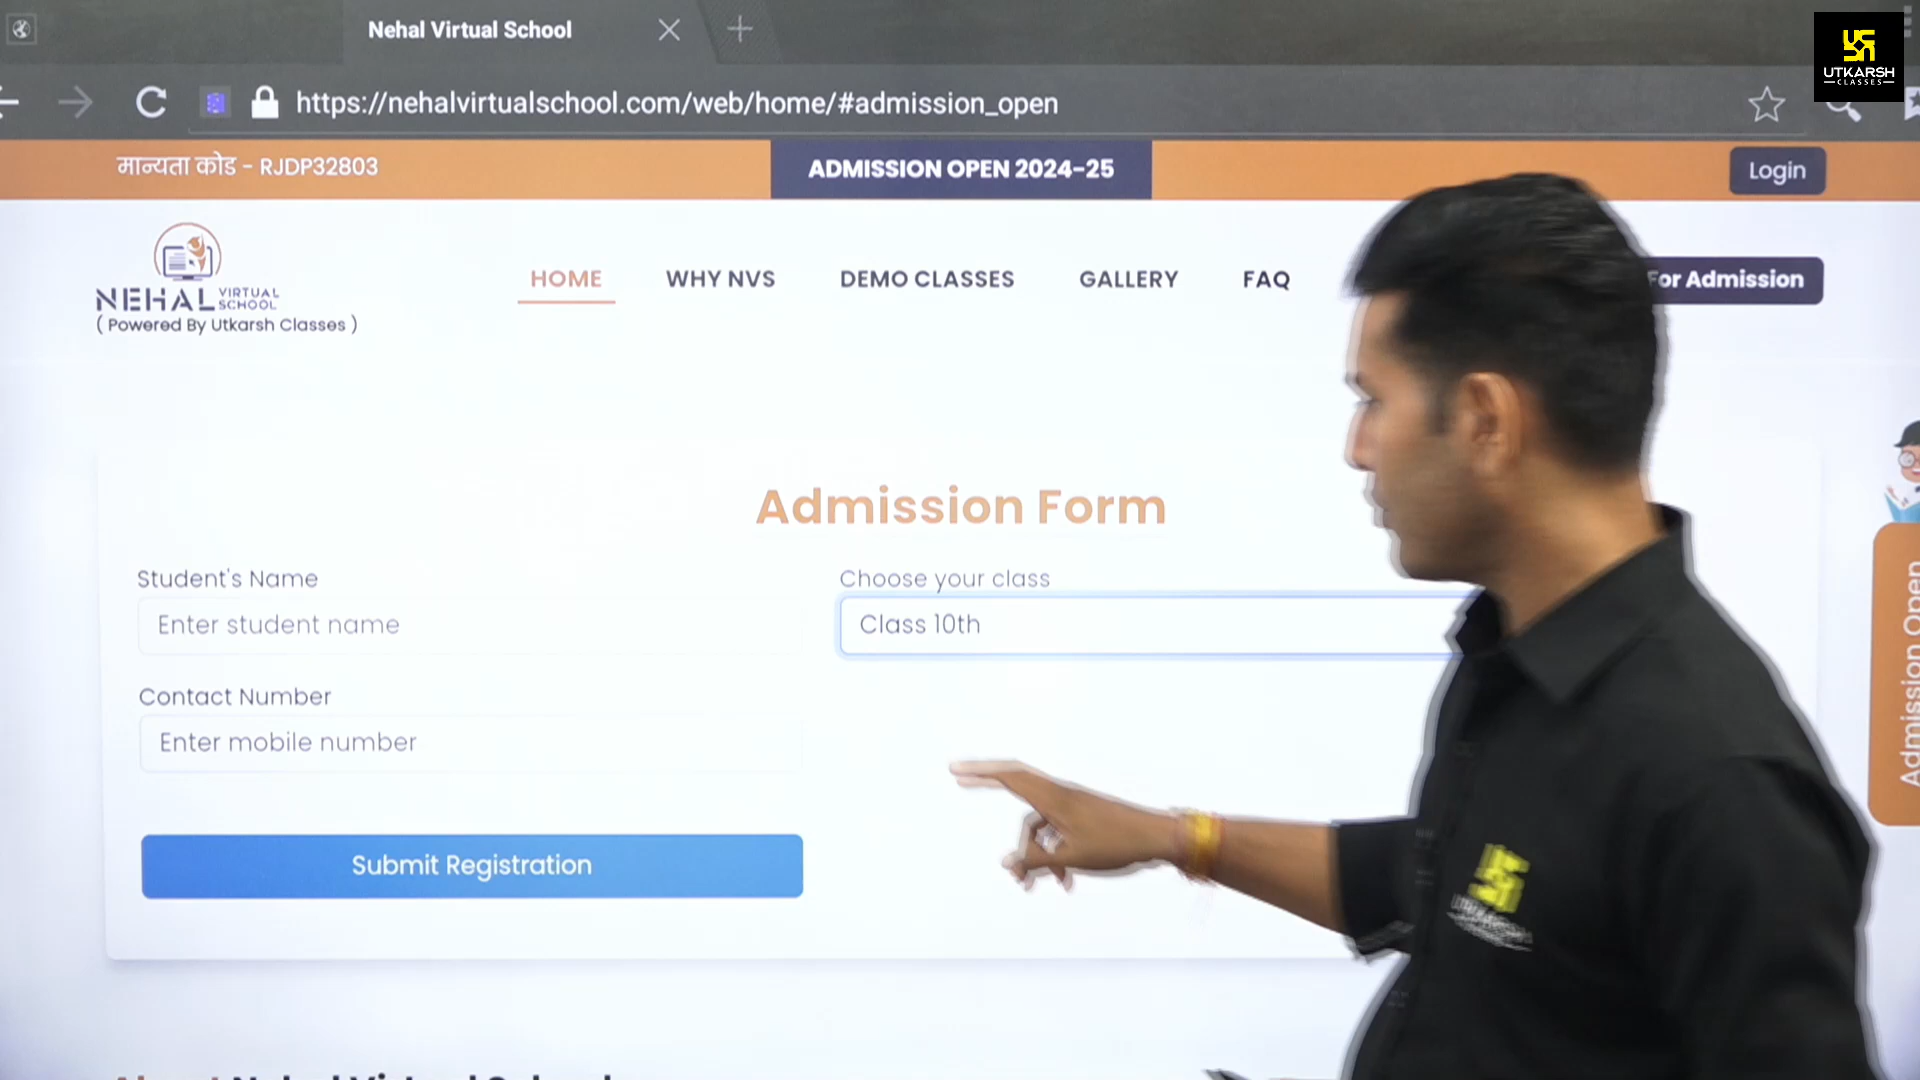 Nehal Virtual School
https://nehalvirtualschool.com/web/home/#admission_open
UTKARSH
CLASSES
मान्यता कोड - RJDP32803
ADMISSION OPEN 2024-25
Login
NEHAL VIRTUAL SCHOOL
( Powered By Utkarsh Classes )
HOME
WHY NVS
DEMO CLASSES
GALLERY
FAQ
For Admission
Admission Form
Student's Name
Enter student name
Choose your class
Class 10th
Contact Number
Enter mobile number
Submit Registration
Admission Open